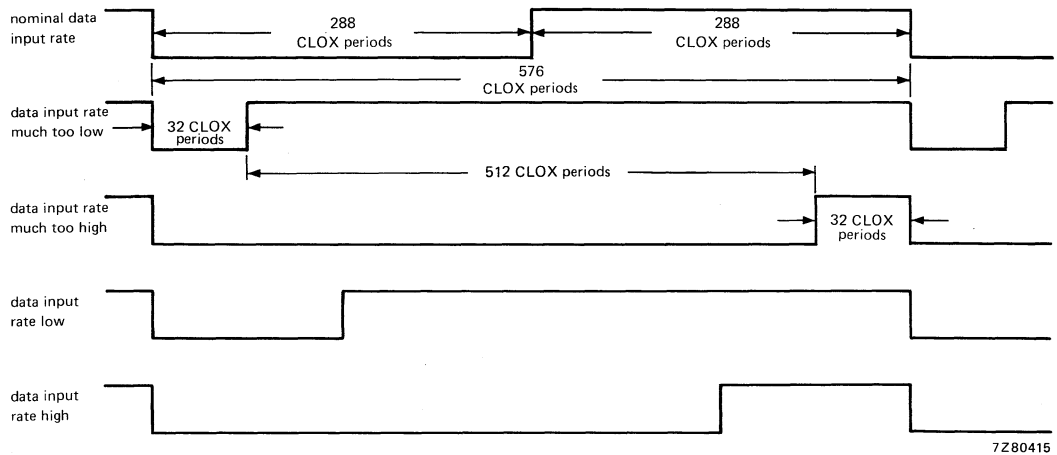 nominal data
input rate
288
CLOX periods
288
CLOX periods
576
CLOX periods
data input rate
much too low
32 CLOX
periods
512 CLOX periods
data input rate
much too high
32 CLOX
periods
data input
rate low
data input
rate high
7Z80415